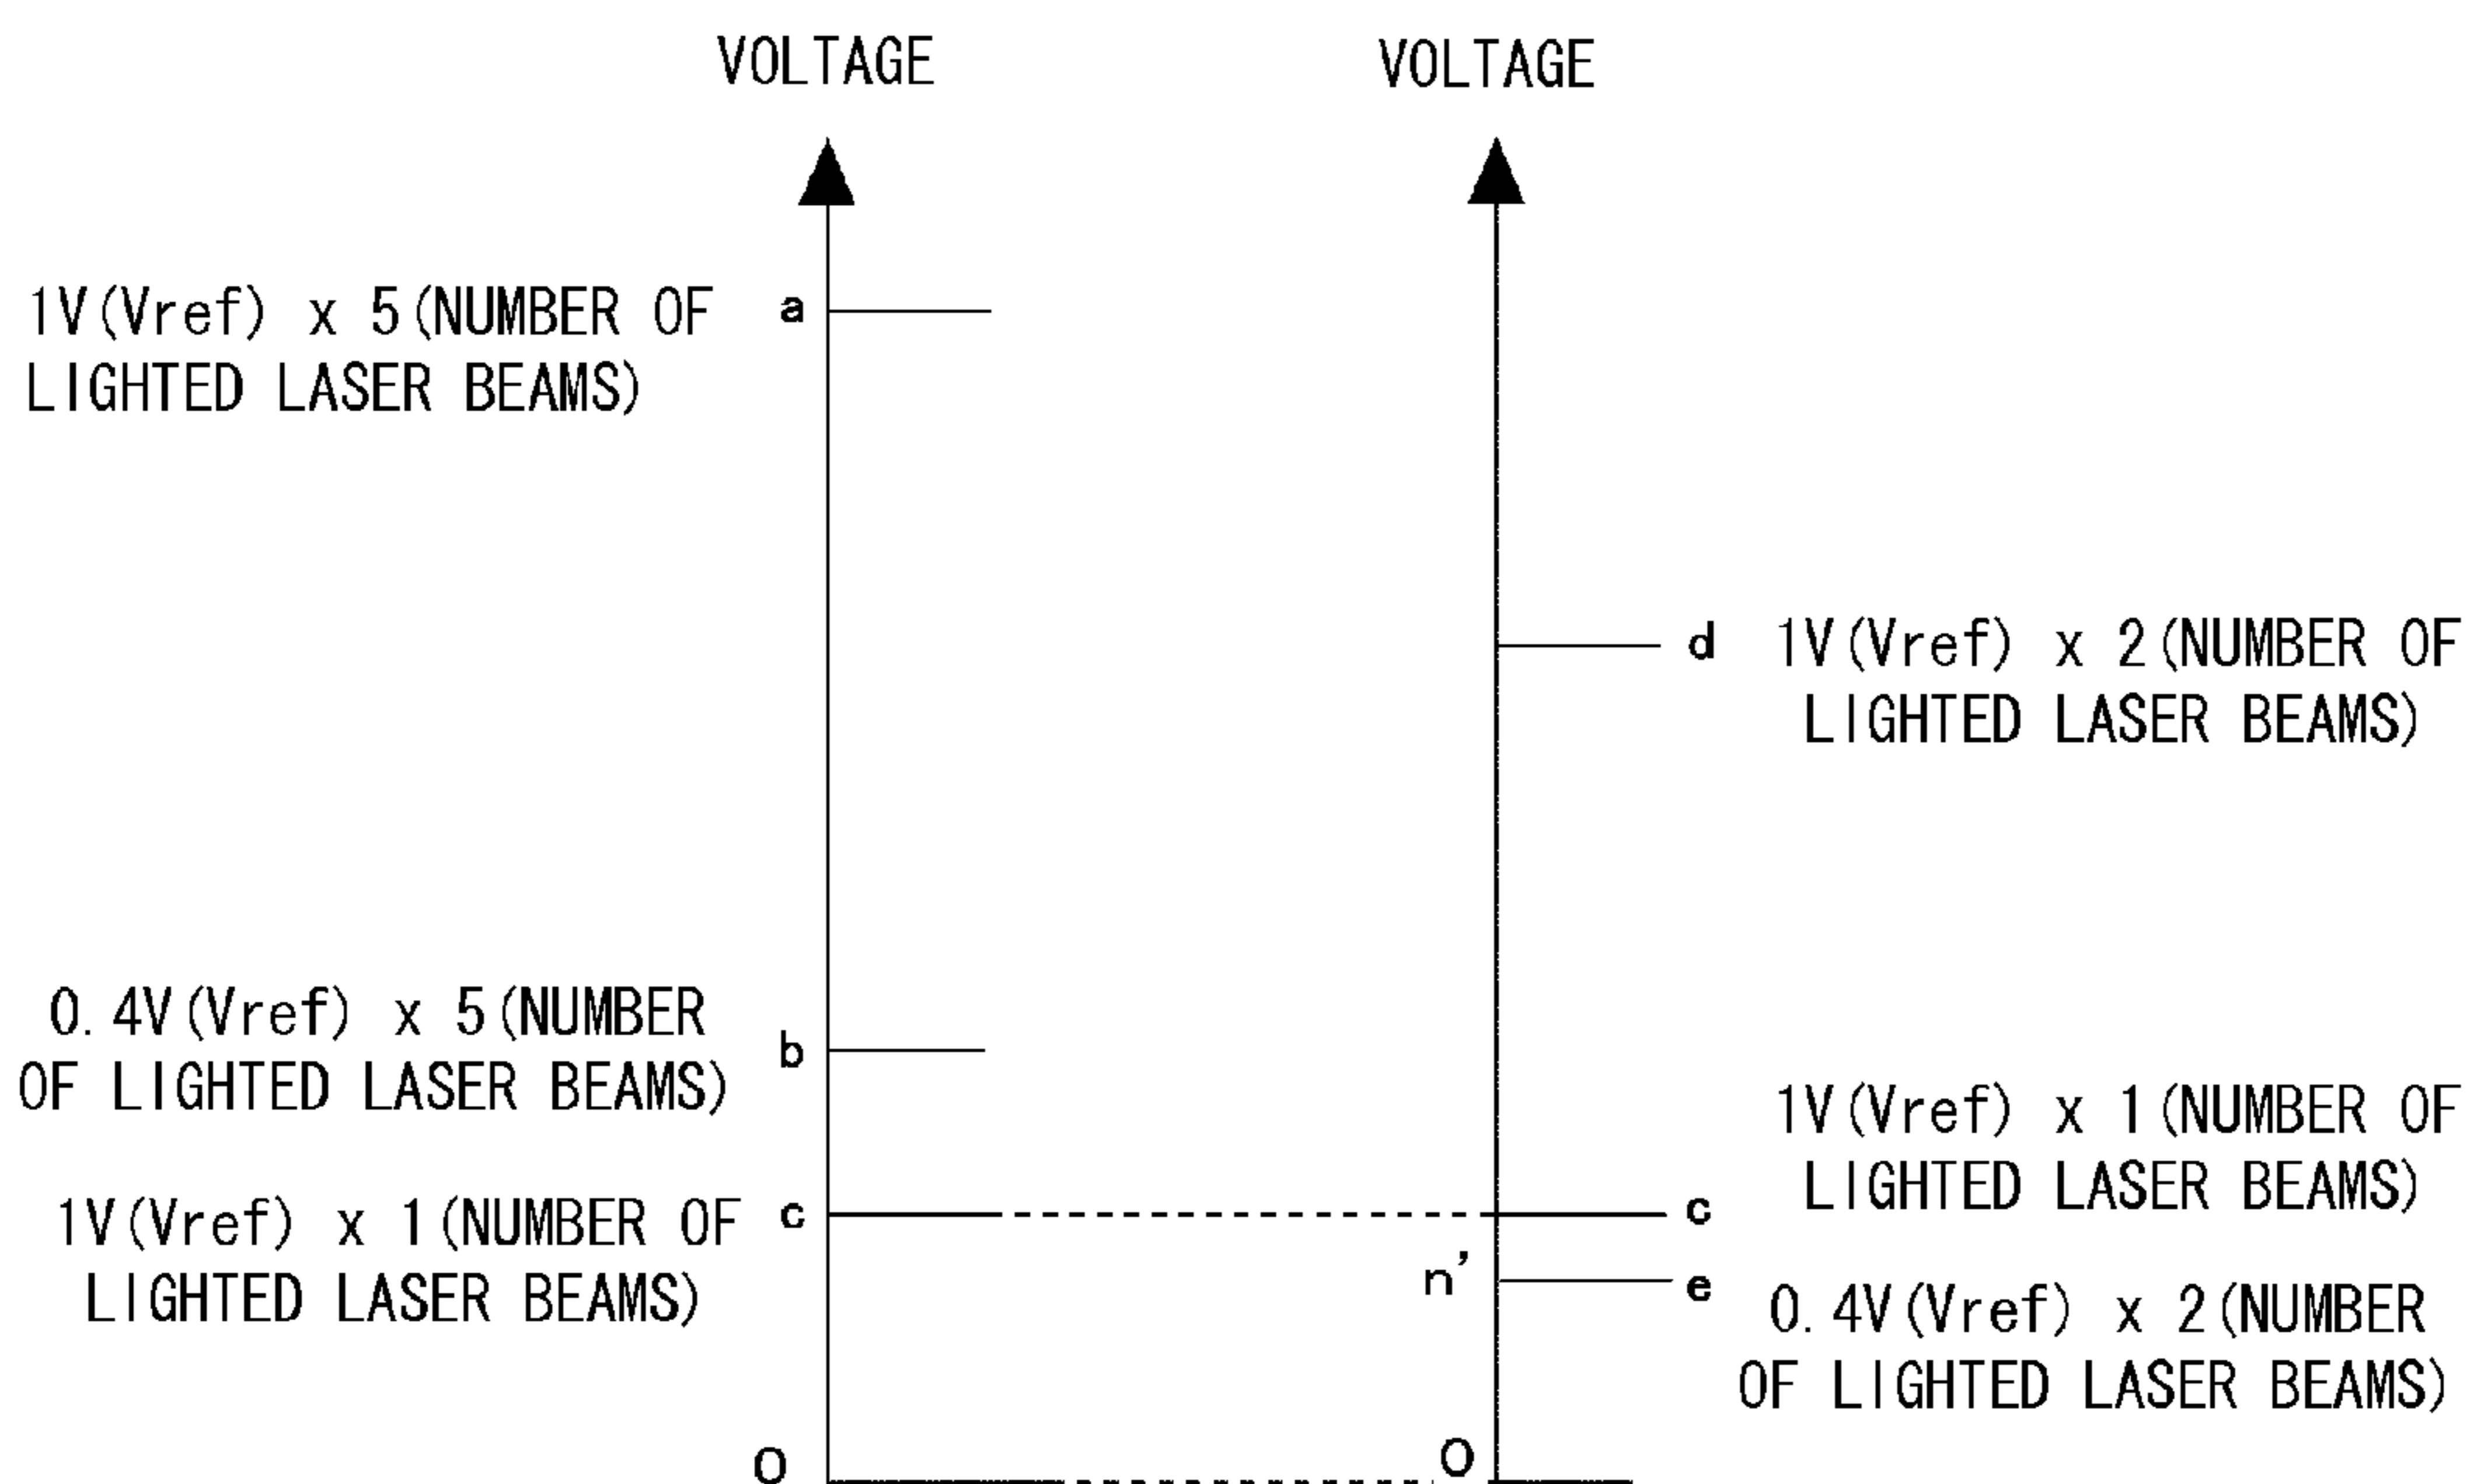 VOLTAGE
VOLTAGE
1V(Vref) x 5(NUMBER OF
LIGHTED LASER BEAMS)
a
d
1V(Vref) x 2(NUMBER OF
LIGHTED LASER BEAMS)
0.4V(Vref) x 5(NUMBER
OF LIGHTED LASER BEAMS)
b
1V(Vref) x 1(NUMBER OF
LIGHTED LASER BEAMS)
c
1V(Vref) x 1(NUMBER OF
LIGHTED LASER BEAMS)
c
n'
e
0.4V(Vref) x 2(NUMBER
OF LIGHTED LASER BEAMS)
0
0